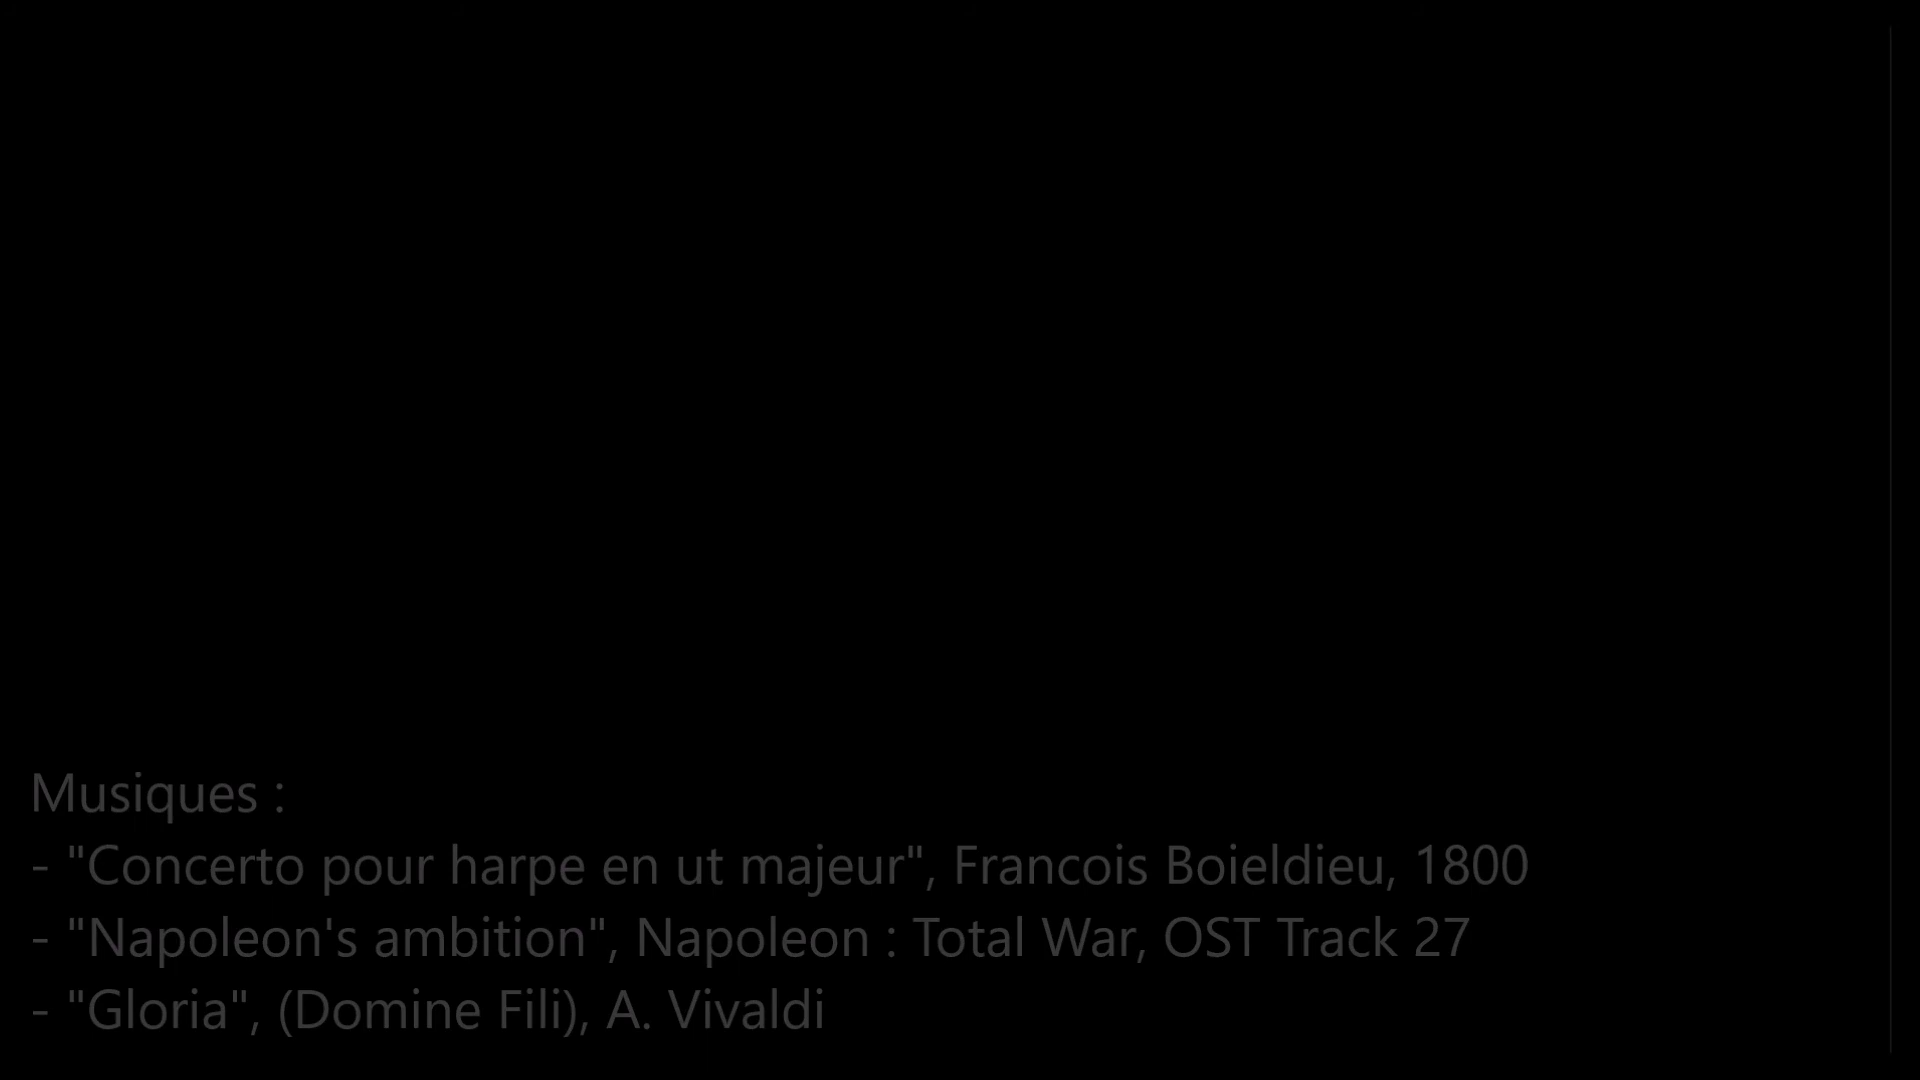 Musiques :
- "Concerto pour harpe en ut majeur", Francois Boieldieu, 1800
- "Napoleon's ambition", Napoleon : Total War, OST Track 27
- "Gloria", (Domine Fili), A. Vivaldi